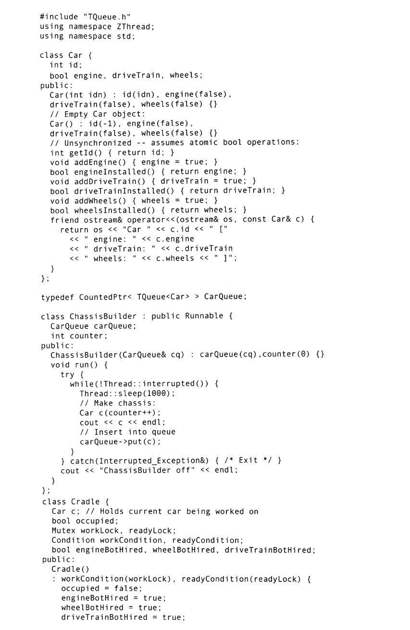 #include "TQueue.h"
using namespace ZThread;
using namespace std;
class Car {
int id;
bool engine, driveTrain, wheels;
public:
Car(int idn) : id(idn), engine(false),
driveTrain(false), wheels(false) {}
// Empty Car object:
Car() : id(-1), engine(false),
driveTrain(false), wheels(false) {}
// Unsynchronized -- assumes atomic bool operations:
int getId() { return id; }
void addEngine() { engine = true; }
bool engineInstalled() { return engine; }
void addDriveTrain() { driveTrain = true; }
bool driveTrainInstalled() { return driveTrain; }
void addWheels() { wheels = true; }
bool wheelsInstalled() { return wheels; }
friend ostream& operator<<(ostream& os, const Car& c) {
return os << "Car " << c.id << " ["
<< " engine: " << c.engine
<< " driveTrain: " << c.driveTrain
<< " wheels: " << c.wheels << " ]";
}
};
typedef CountedPtr< TQueue<Car> > CarQueue;
class ChassisBuilder : public Runnable {
CarQueue carQueue;
int counter;
public:
ChassisBuilder(CarQueue& cq) : carQueue(cq),counter(0) {}
void run() {
try {
while(!Thread::interrupted()) {
Thread::sleep(1000);
// Make chassis:
Car c(counter++);
cout << c << endl;
// Insert into queue
carQueue->put(c);
}
} catch(Interrupted_Exception&) { /* Exit */ }
cout << "ChassisBuilder off" << endl;
}
};
class Cradle {
Car c; // Holds current car being worked on
bool occupied;
Mutex workLock, readyLock;
Condition workCondition, readyCondition;
bool engineBotHired, wheelBotHired, driveTrainBotHired;
public:
Cradle()
: workCondition(workLock), readyCondition(readyLock) {
occupied = false;
engineBotHired = true;
wheelBotHired = true;
driveTrainBotHired = true;